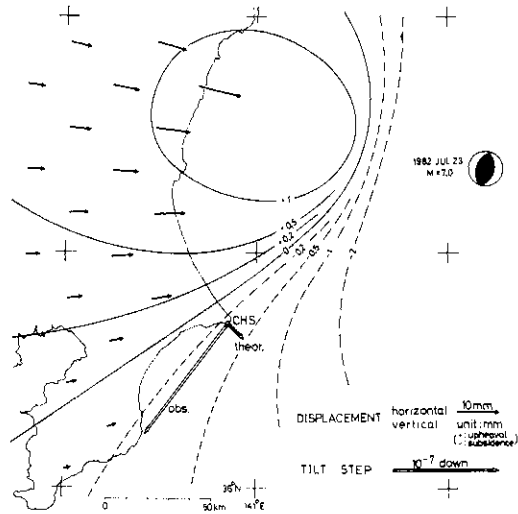 1982 JUL 23
M=7.0
+1
0.5
0.2
0
-0.2
-0.5
-1
-2
CHS.
theor.
obs.
DISPLACEMENT horizontal 10mm
vertical unit:mm
upheaval
subsidence
TILT STEP 10⁻⁷ down
36°N
141°E
0 50km